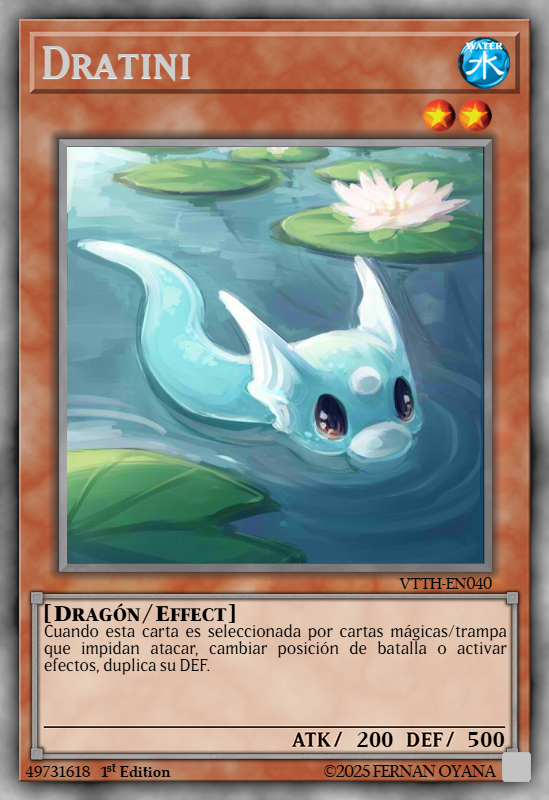 DRATINI
WATER
水
VTTH-EN040
[DRAGÓN/EFFECT]
Cuando esta carta es seleccionada por cartas mágicas/trampa
que impidan atacar, cambiar posición de batalla o activar
efectos, duplica su DEF.
ATK/ 200 DEF/ 500
49731618 1st Edition ©2025 FERNAN OYANA